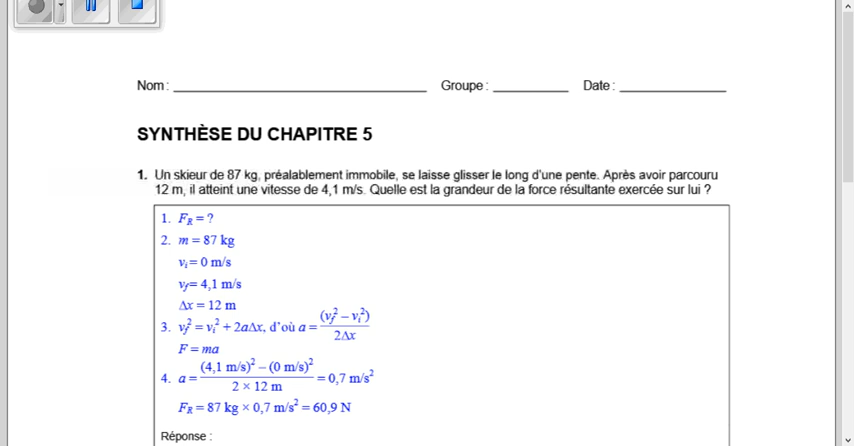 Nom : ____________ Groupe : ____________ Date : ____________
SYNTHÈSE DU CHAPITRE 5
1. Un skieur de 87 kg, préalablement immobile, se laisse glisser le long d'une pente. Après avoir parcouru
12 m, il atteint une vitesse de 4,1 m/s. Quelle est la grandeur de la force résultante exercée sur lui ?
1. F_R = ?
2. m = 87 kg
v_i = 0 m/s
v_f = 4,1 m/s
Δx = 12 m
3. v_f² = v_i² + 2aΔx, d'où a = (v_f² – v_i²) / 2Δx
F = ma
4. a = (4,1 m/s)² – (0 m/s)² / 2 × 12 m = 0,7 m/s²
F_R = 87 kg × 0,7 m/s² = 60,9 N
Réponse :